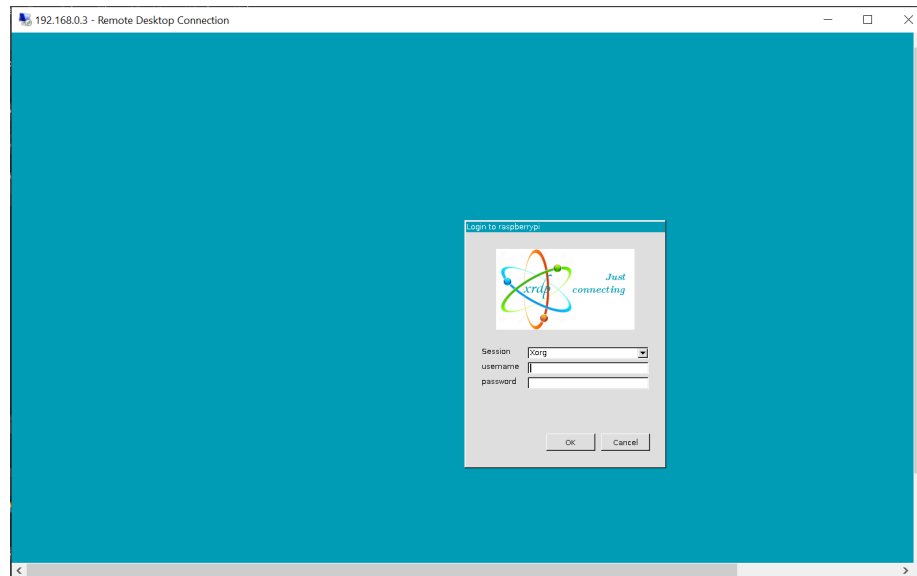 192.168.0.3 - Remote Desktop Connection
Login to raspberrypi
xrdp
Just
connecting
Session
Xorg
username
password
OK
Cancel